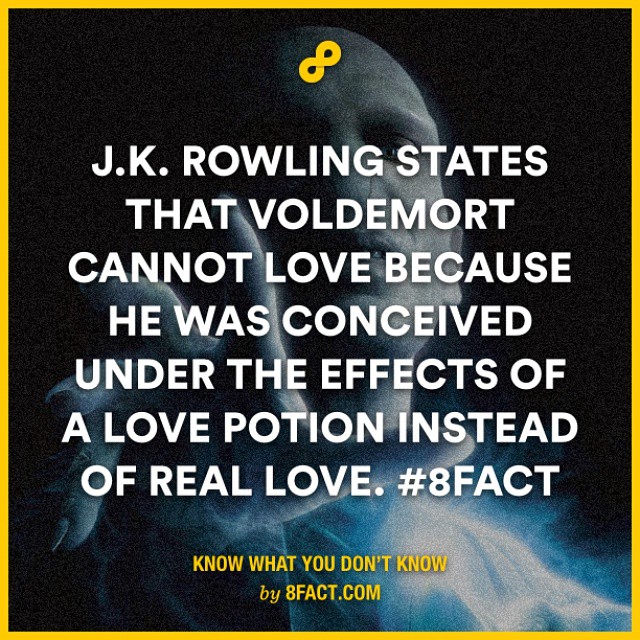 J.K. ROWLING STATES
THAT VOLDEMORT
CANNOT LOVE BECAUSE
HE WAS CONCEIVED
UNDER THE EFFECTS OF
A LOVE POTION INSTEAD
OF REAL LOVE. #8FACT
KNOW WHAT YOU DON'T KNOW
by 8FACT.COM